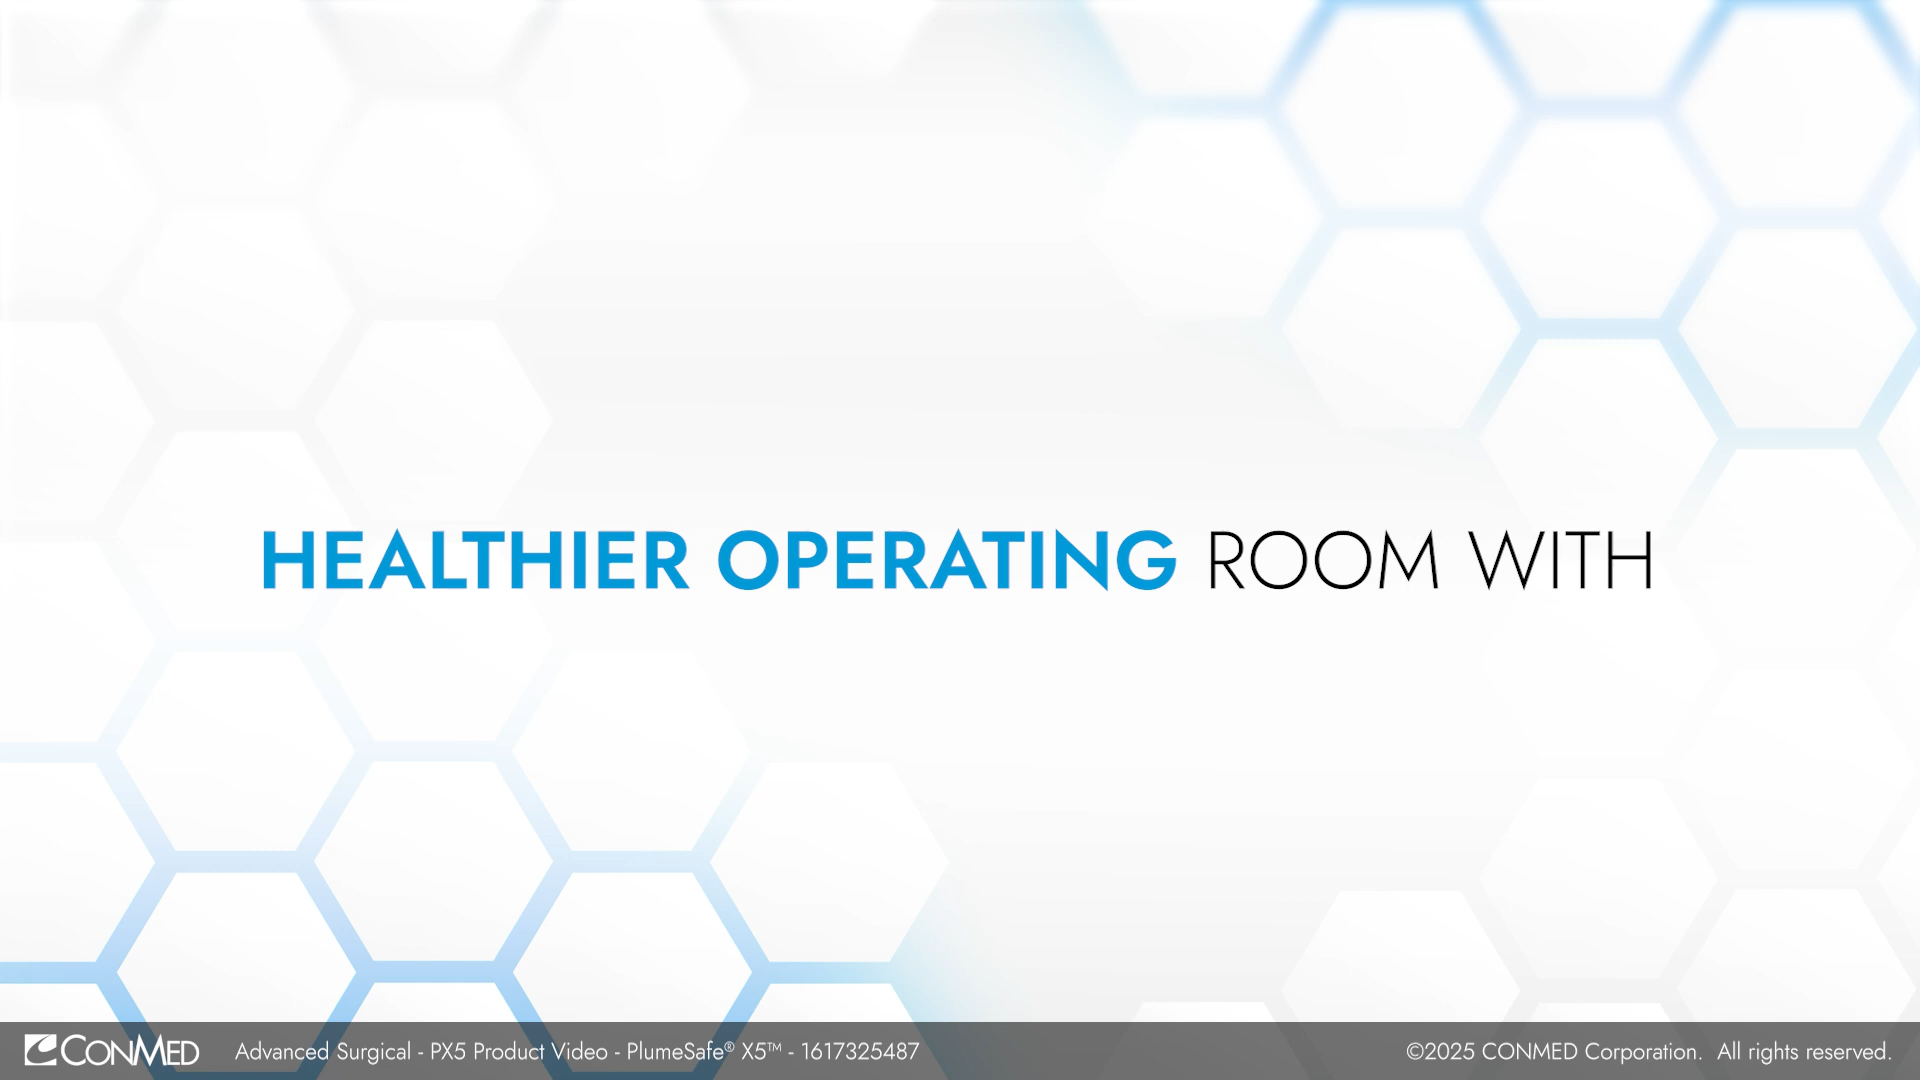 HEALTHIER OPERATING ROOM WITH
CONMED Advanced Surgical - PX5 Product Video - PlumeSafe® X5™ - 1617325487 ©2025 CONMED Corporation. All rights reserved.